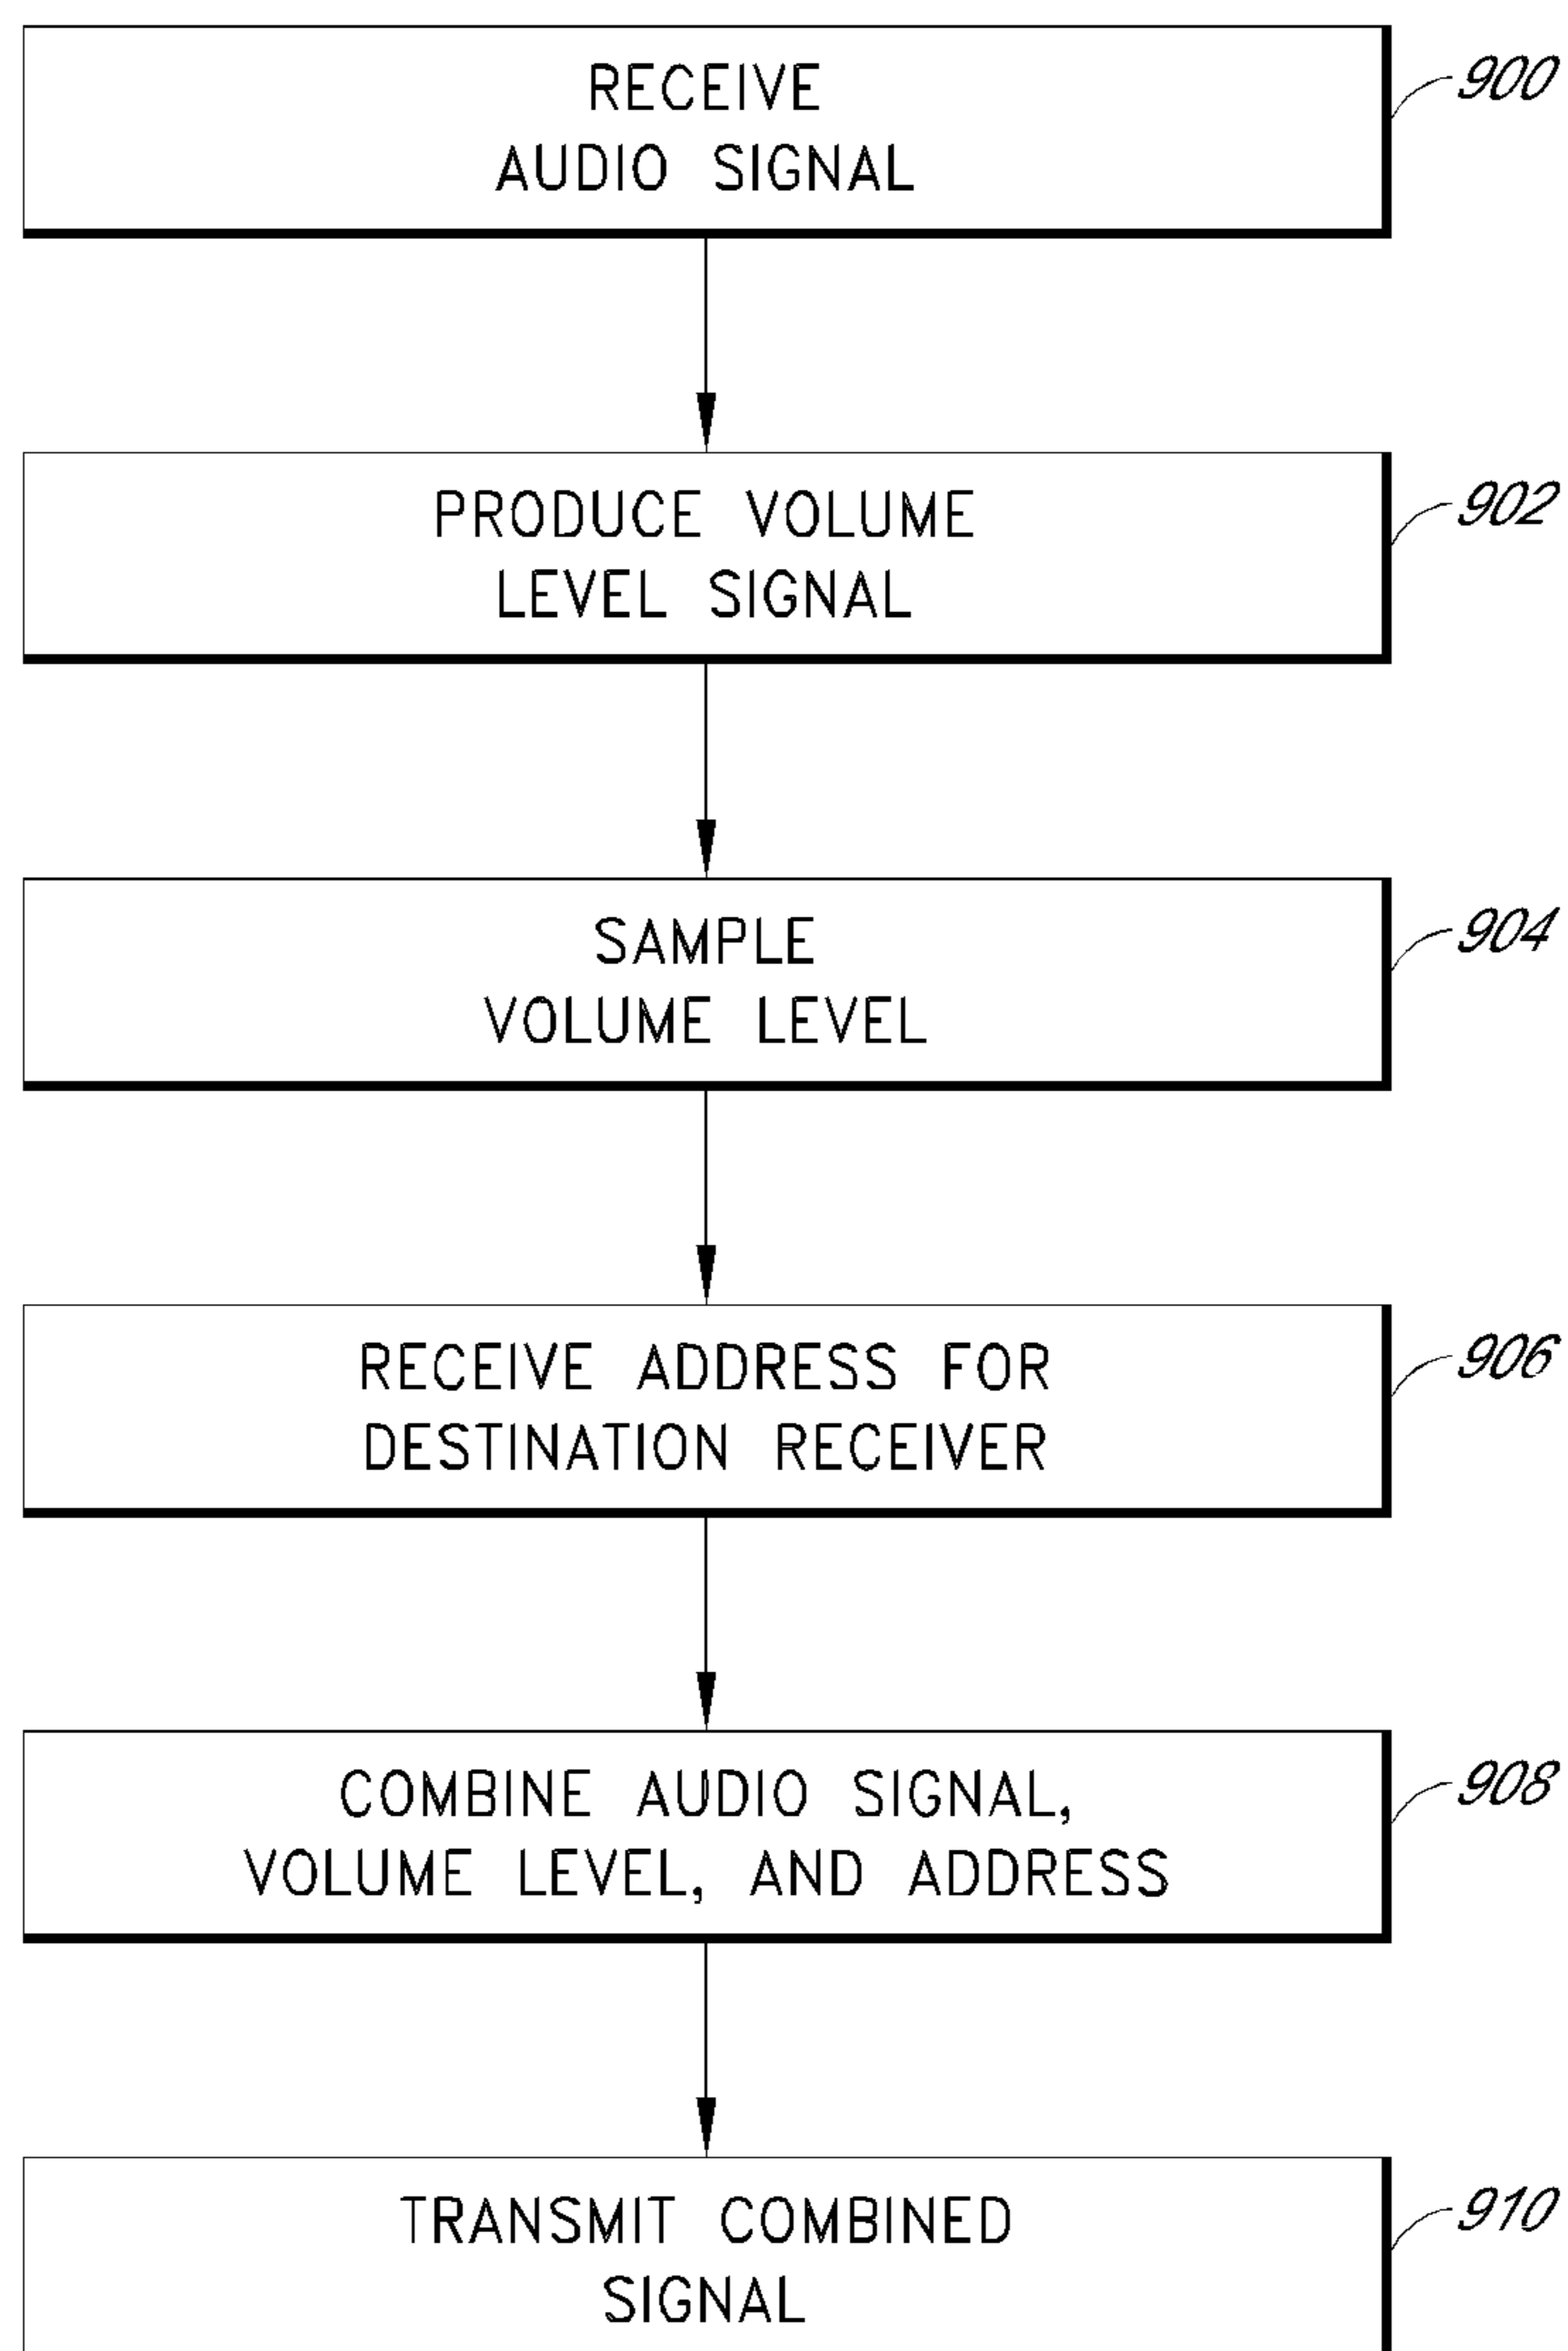 RECEIVE
AUDIO SIGNAL
900
PRODUCE VOLUME
LEVEL SIGNAL
902
SAMPLE
VOLUME LEVEL
904
RECEIVE ADDRESS FOR
DESTINATION RECEIVER
906
COMBINE AUDIO SIGNAL,
VOLUME LEVEL, AND ADDRESS
908
TRANSMIT COMBINED
SIGNAL
910